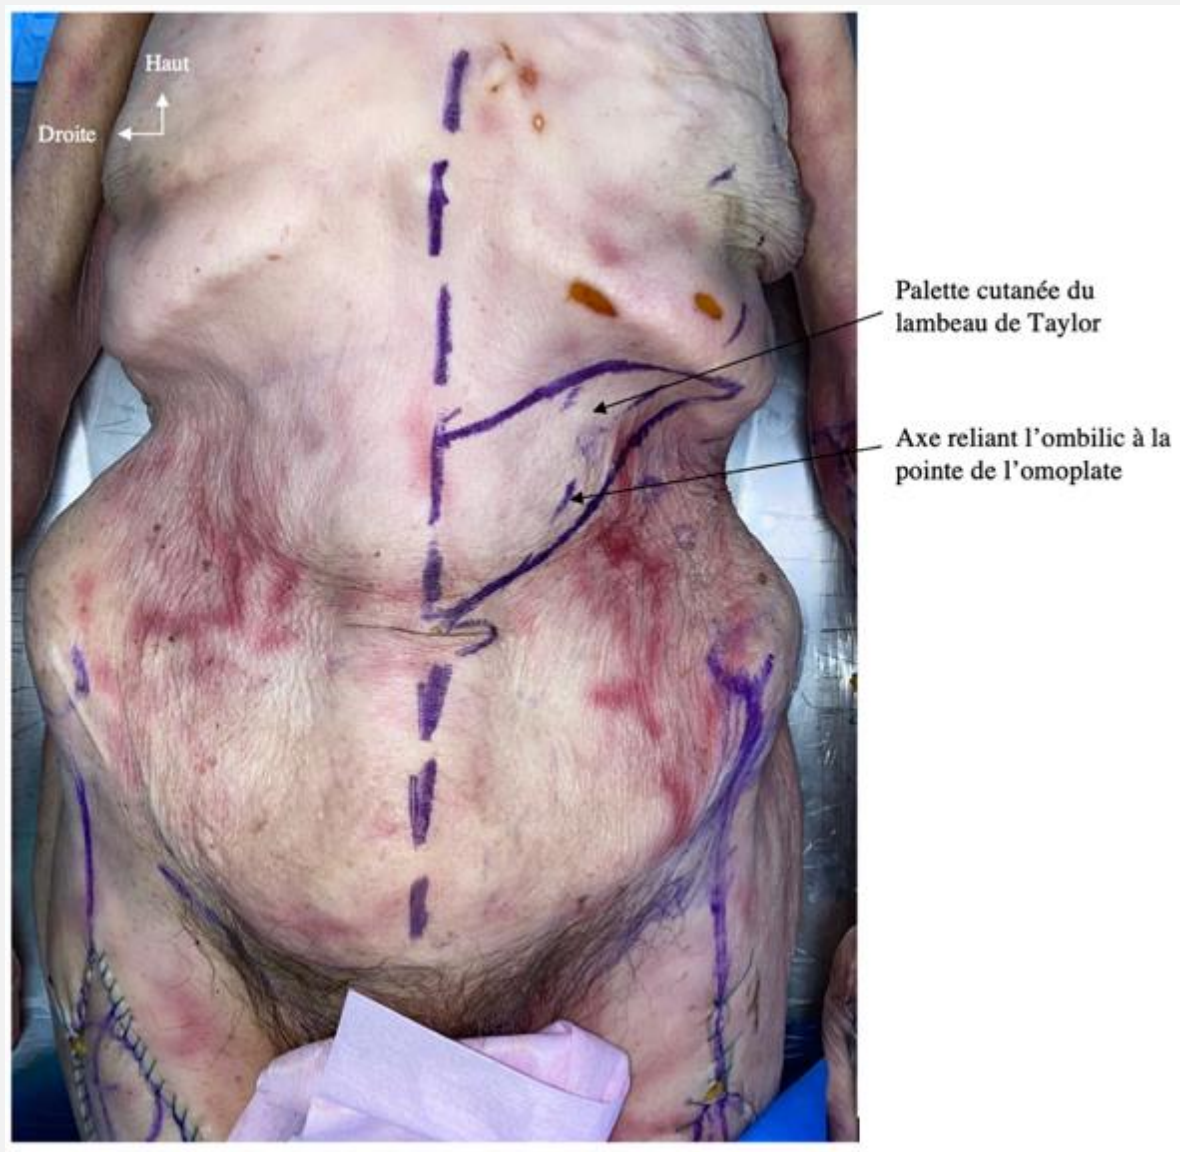 Haut
Droite
Palette cutanée du
lambeau de Taylor
Axe reliant l’ombilic à la
pointe de l’omoplate